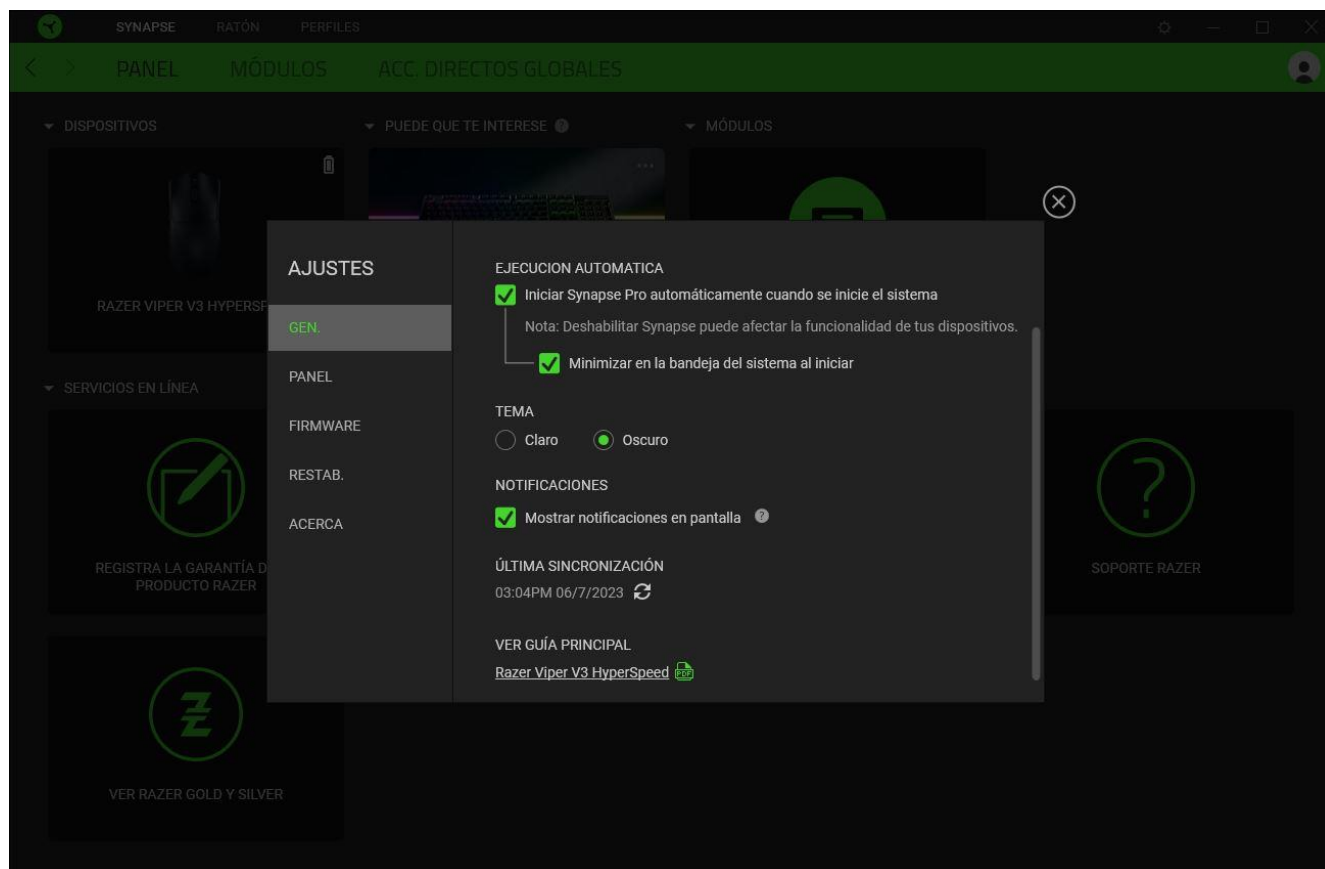 SYNAPSE RATÓN PERFILES
PANEL MÓDULOS ACC. DIRECTOS GLOBALES
DISPOSITIVOS PUEDE QUE TE INTERESE MÓDULOS
RAZER VIPER V3
SERVICIOS EN LÍNEA
REGISTRA LA GARANTÍA
PRODUCTO RAZER
VER RAZER GOLD Y SILVER
SOPORTE RAZER
AJUSTES
GEN.
PANEL
FIRMWARE
RESTAB.
ACERCA
EJECUCION AUTOMATICA
Iniciar Synapse Pro automáticamente cuando se inicie el sistema
Nota: Deshabilitar Synapse puede afectar la funcionalidad de tus dispositivos.
Minimizar en la bandeja del sistema al iniciar
TEMA
Claro Oscuro
NOTIFICACIONES
Mostrar notificaciones en pantalla
ÚLTIMA SINCRONIZACIÓN
03:04PM 06/7/2023
VER GUÍA PRINCIPAL
Razer Viper V3 HyperSpeed PDF